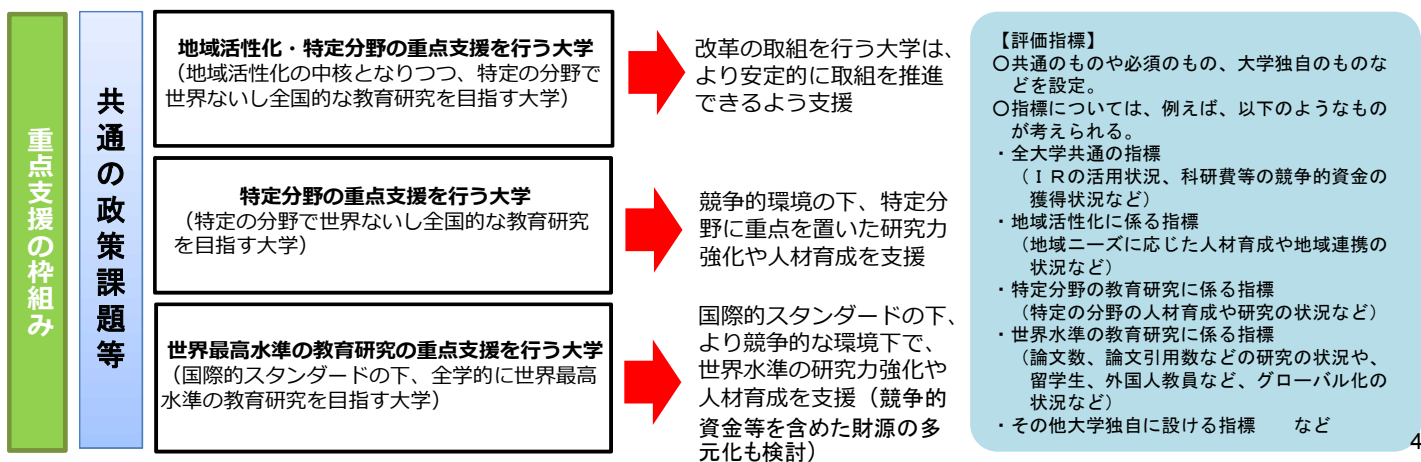 重点支援の枠組み
共通の政策課題等
地域活性化・特定分野の重点支援を行う大学
（地域活性化の中核となりつつ、特定の分野で
世界ないし全国的な教育研究を目指す大学）
改革の取組を行う大学は、
より安定的に取組を推進
できるよう支援
特定分野の重点支援を行う大学
（特定の分野で世界ないし全国的な教育研究
を目指す大学）
競争的環境の下、特定分
野に重点を置いた研究力
強化や人材育成を支援
世界最高水準の教育研究の重点支援を行う大学
（国際的スタンダードの下、全学的に世界最高
水準の教育研究を目指す大学）
国際的スタンダードの下、
より競争的な環境下で、
世界水準の研究力強化や
人材育成を支援（競争的
資金等を含めた財源の多
元化も検討）
【評価指標】
〇共通のものや必須のもの、大学独自のものな
どを設定。
〇指標については、例えば、以下のようなもの
が考えられる。
・全大学共通の指標
（ＩＲの活用状況、科研費等の競争的資金の
獲得状況など）
・地域活性化に係る指標
（地域ニーズに応じた人材育成や地域連携の
状況など）
・特定分野の教育研究に係る指標
（特定の分野の人材育成や研究の状況など）
・世界水準の教育研究に係る指標
（論文数、論文引用数などの研究の状況や、
留学生、外国人教員など、グローバル化の
状況など）
・その他大学独自に設ける指標　　など
4